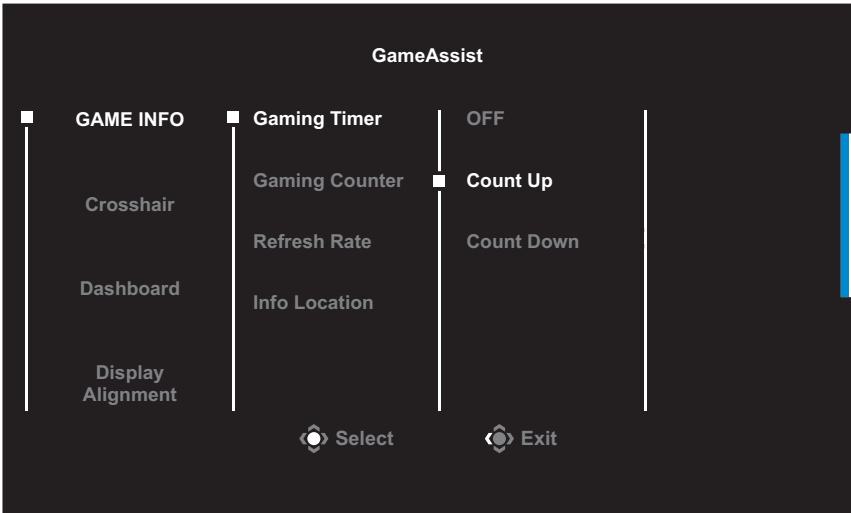 GameAssist
GAME INFO
Crosshair
Dashboard
Display
Alignment
Gaming Timer
Gaming Counter
Refresh Rate
Info Location
OFF
Count Up
Count Down
Select
Exit